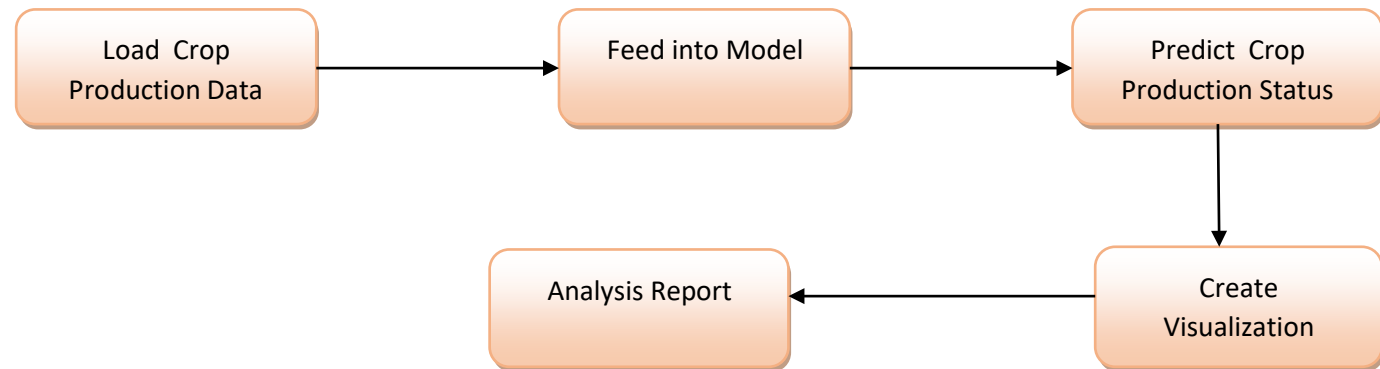 Load Crop
Production Data
Feed into Model
Predict Crop
Production Status
Create
Visualization
Analysis Report